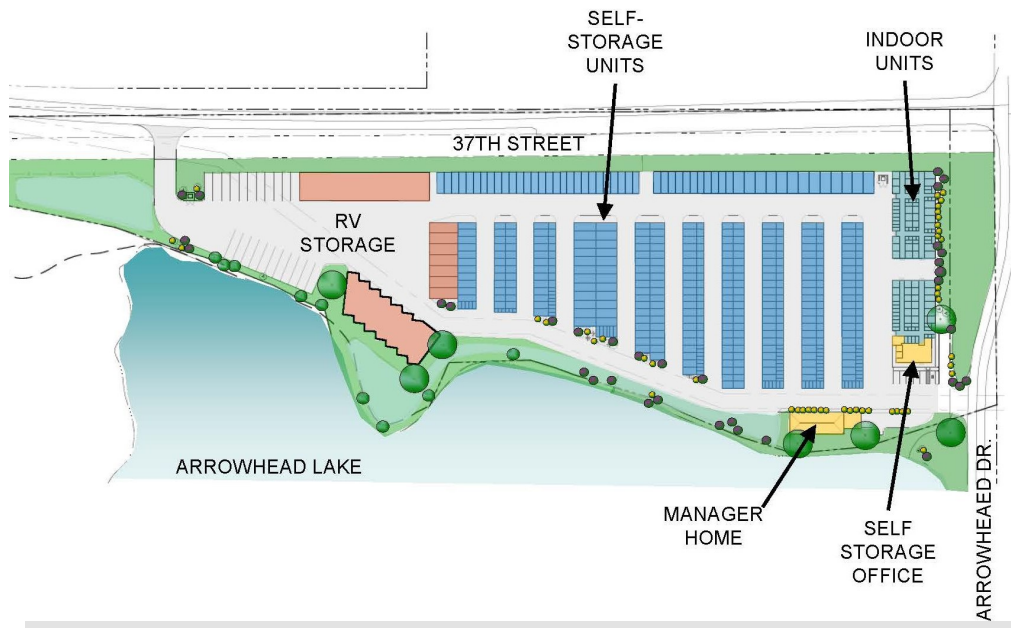 SELF-
STORAGE
UNITS
INDOOR
UNITS
37TH STREET
RV
STORAGE
ARROWHEAD LAKE
MANAGER
HOME
SELF
STORAGE
OFFICE
ARROWHEAED DR.